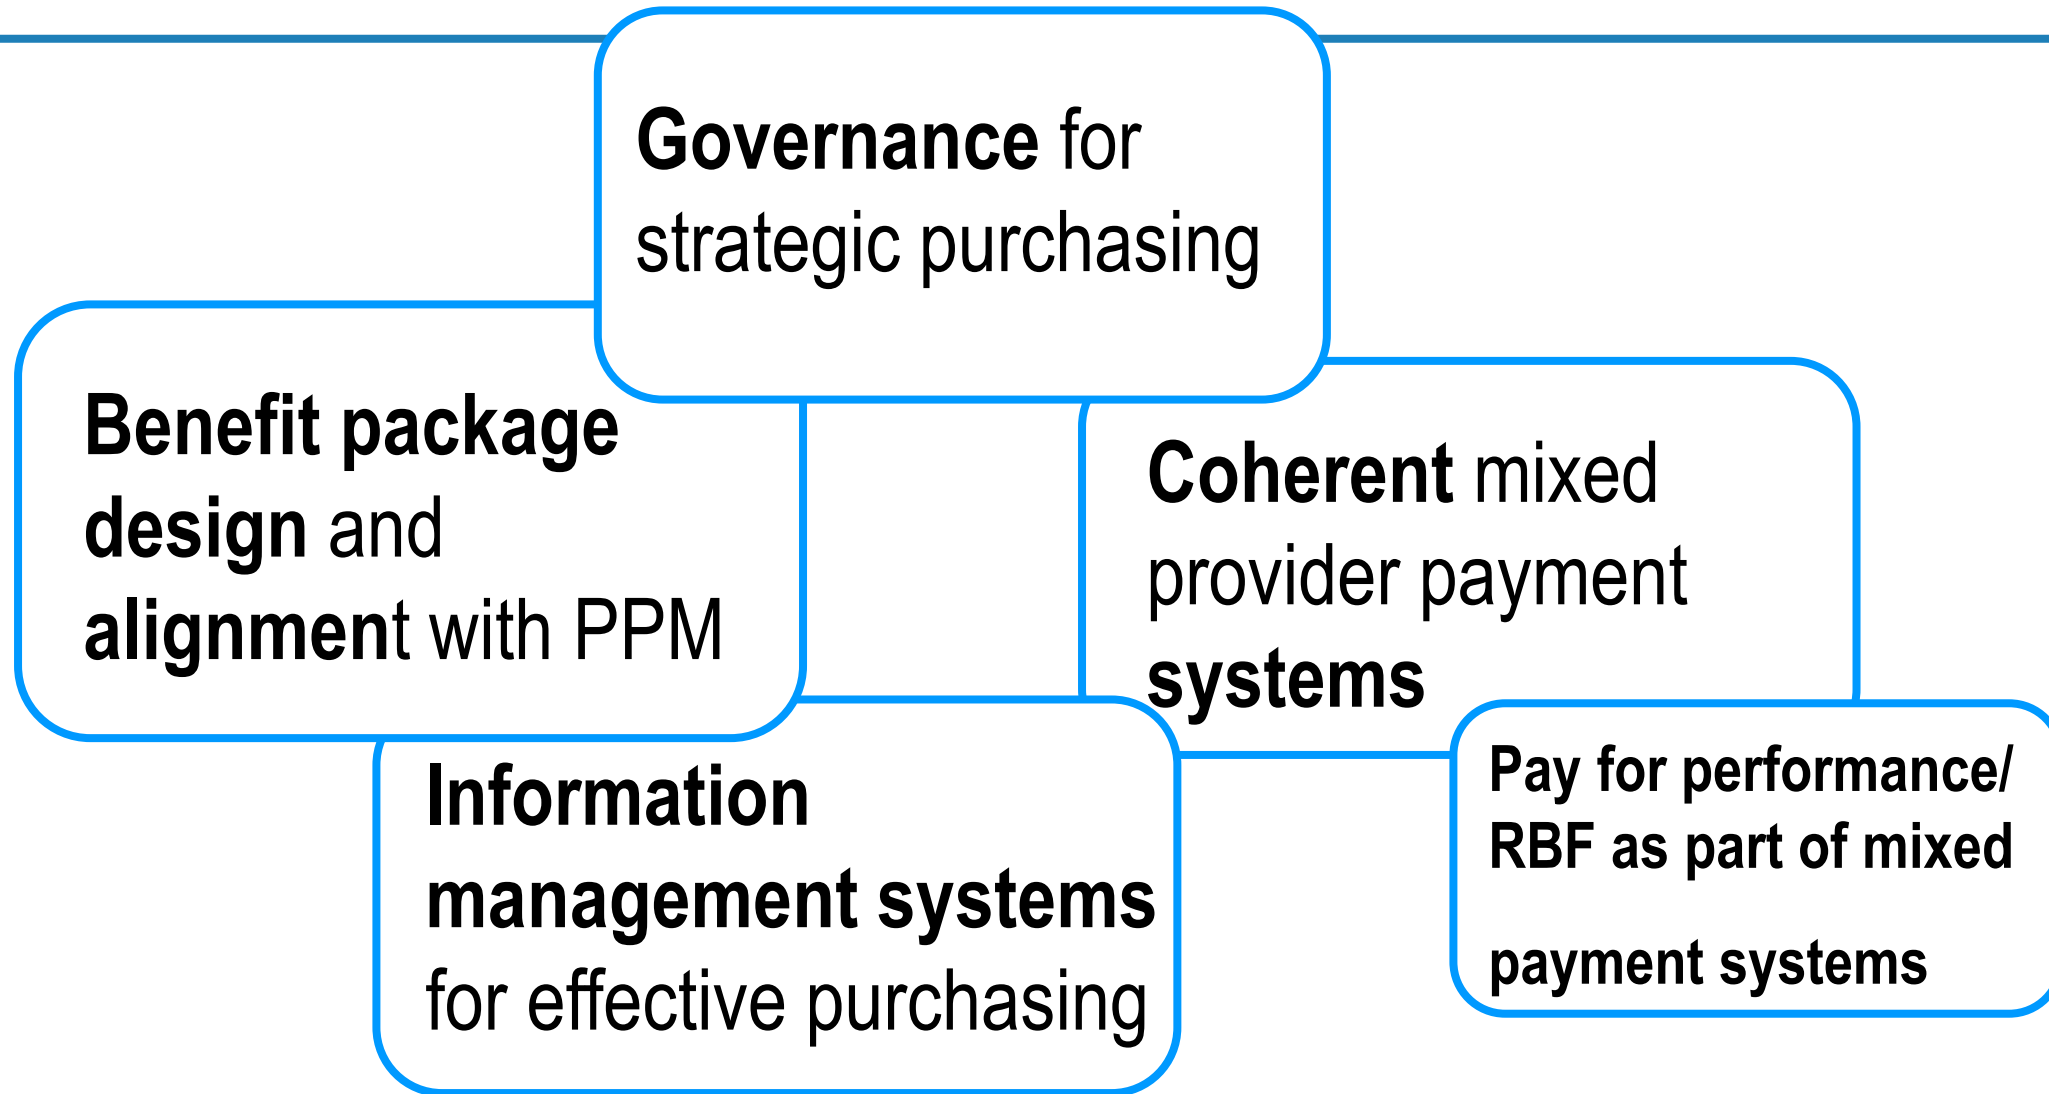 Governance for
strategic purchasing
Benefit package
design and
alignment with PPM
Coherent mixed
provider payment
systems
Information
management systems
for effective purchasing
Pay for performance/
RBF as part of mixed
payment systems